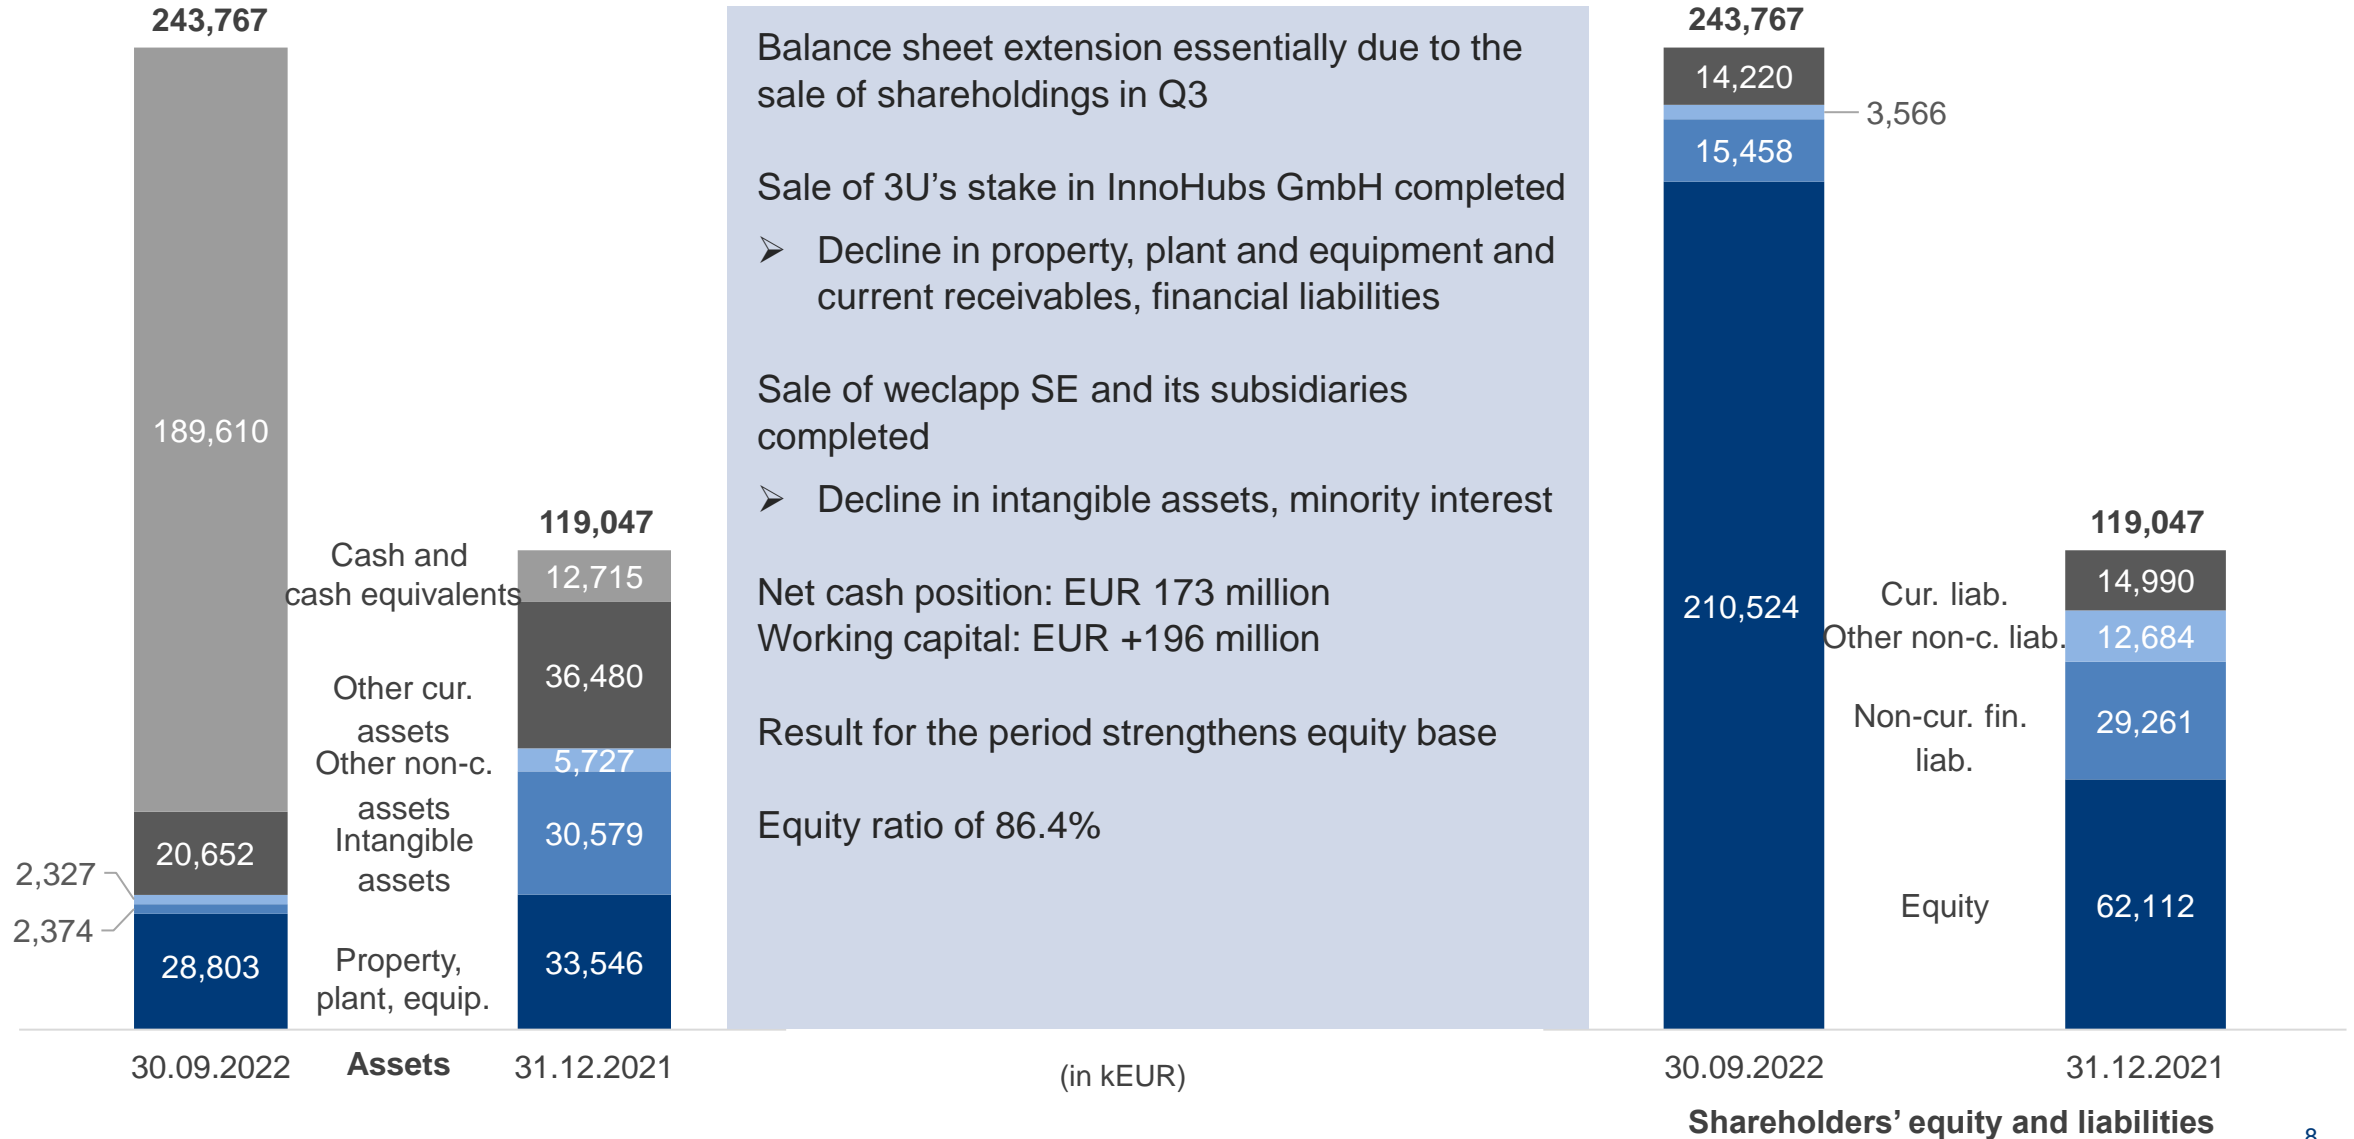 243,767
189,610
20,652
2,327
2,374
28,803
30.09.2022
Cash and
cash equivalents
Other cur.
assets
Other non-c.
assets
Intangible
assets
Property,
plant, equip.
Assets
119,047
12,715
36,480
5,727
30,579
33,546
31.12.2021
Balance sheet extension essentially due to the
sale of shareholdings in Q3
Sale of 3U’s stake in InnoHubs GmbH completed
➢ Decline in property, plant and equipment and
current receivables, financial liabilities
Sale of weclapp SE and its subsidiaries
completed
➢ Decline in intangible assets, minority interest
Net cash position: EUR 173 million
Working capital: EUR +196 million
Result for the period strengthens equity base
Equity ratio of 86.4%
(in kEUR)
243,767
14,220
3,566
15,458
210,524
30.09.2022
Cur. liab.
Other non-c. liab.
Non-cur. fin.
liab.
Equity
119,047
14,990
12,684
29,261
62,112
31.12.2021
Shareholders’ equity and liabilities
8